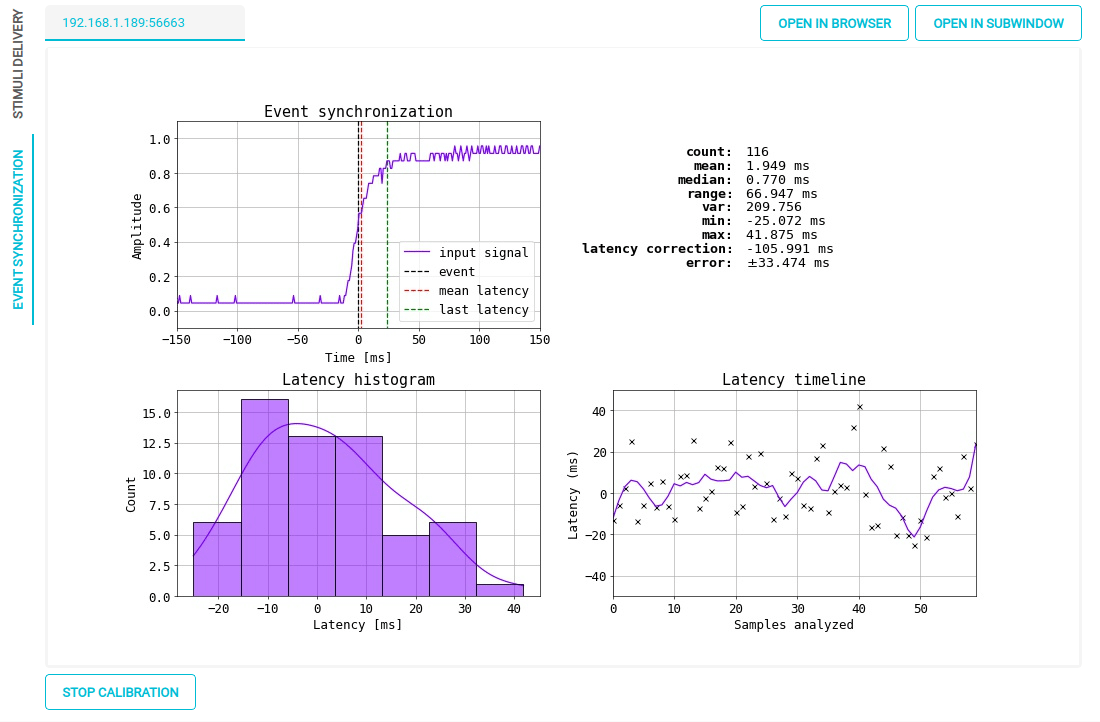 STIMULI DELIVERY
EVENT SYNCHRONIZATION
192.168.1.189:56663
OPEN IN BROWSER
OPEN IN SUBWINDOW
Event synchronization
Amplitude
1.0
0.8
0.6
0.4
0.2
0.0
input signal
event
mean latency
last latency
−150 −100 −50 0 50 100 150
Time [ms]
count: 116
mean: 1.949 ms
median: 0.770 ms
range: 66.947 ms
var: 209.756
min: -25.072 ms
max: 41.875 ms
latency correction: -105.991 ms
error: ±33.474 ms
Latency histogram
Count
15.0
12.5
10.0
7.5
5.0
2.5
0.0
−20 −10 0 10 20 30 40
Latency [ms]
Latency timeline
Latency (ms)
40
20
0
−20
−40
0 10 20 30 40 50
Samples analyzed
STOP CALIBRATION